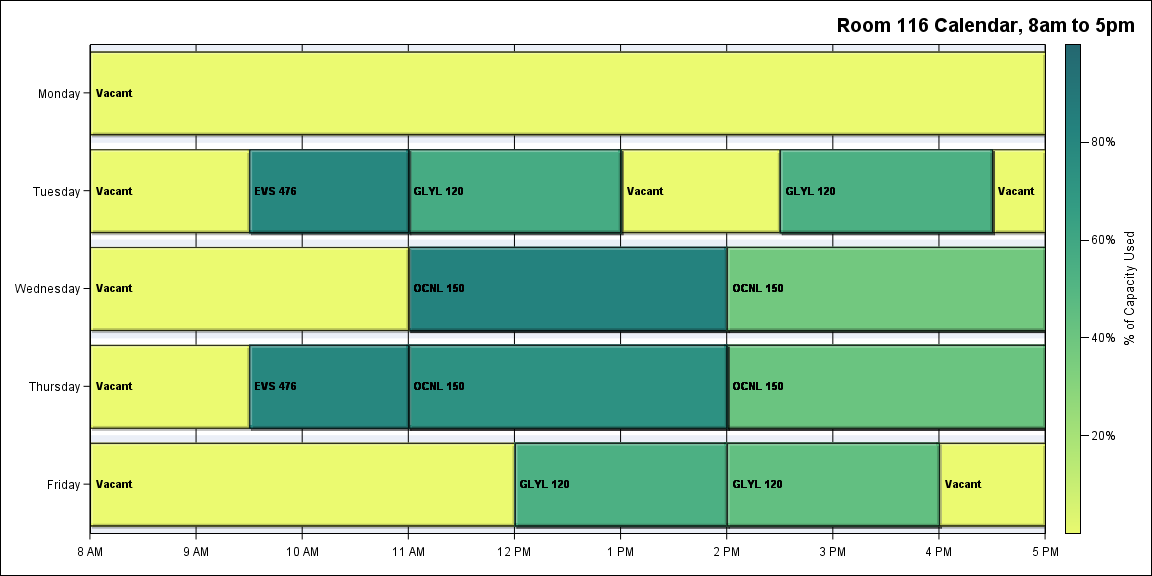 Room 116 Calendar, 8am to 5pm
Monday
Vacant
Tuesday
Vacant
EVS 476
GLYL 120
Vacant
GLYL 120
Vacant
Wednesday
Vacant
OCNL 150
OCNL 150
Thursday
Vacant
EVS 476
OCNL 150
OCNL 150
Friday
Vacant
GLYL 120
GLYL 120
Vacant
8 AM
9 AM
10 AM
11 AM
12 PM
1 PM
2 PM
3 PM
4 PM
5 PM
80%
60%
40%
20%
% of Capacity Used